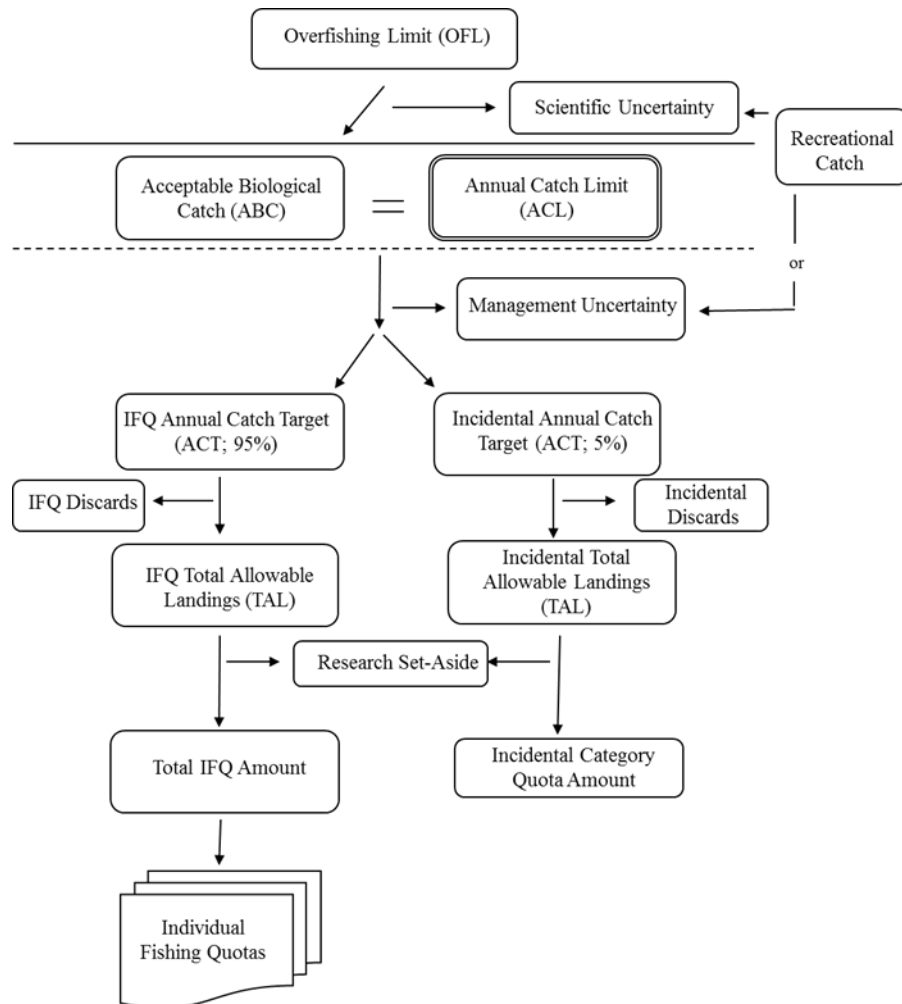 Overfishing Limit (OFL)
Scientific Uncertainty
Recreational
Catch
Acceptable Biological
Catch (ABC)
=
Annual Catch Limit
(ACL)
or
Management Uncertainty
IFQ Annual Catch Target
(ACT; 95%)
Incidental Annual Catch
Target (ACT; 5%)
IFQ Discards
Incidental
Discards
IFQ Total Allowable
Landings (TAL)
Incidental Total
Allowable Landings
(TAL)
Research Set-Aside
Total IFQ Amount
Incidental Category
Quota Amount
Individual
Fishing Quotas